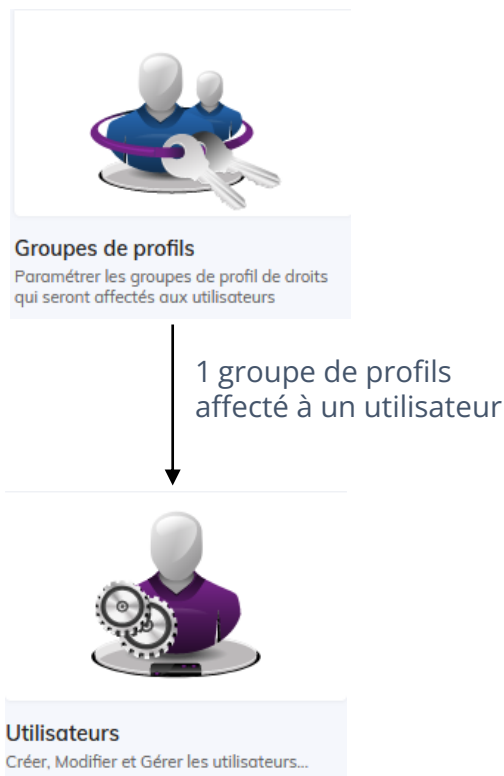 Groupes de profils
Paramétrer les groupes de profil de droits
qui seront affectés aux utilisateurs
1 groupe de profils
affecté à un utilisateur
Utilisateurs
Créer, Modifier et Gérer les utilisateurs...